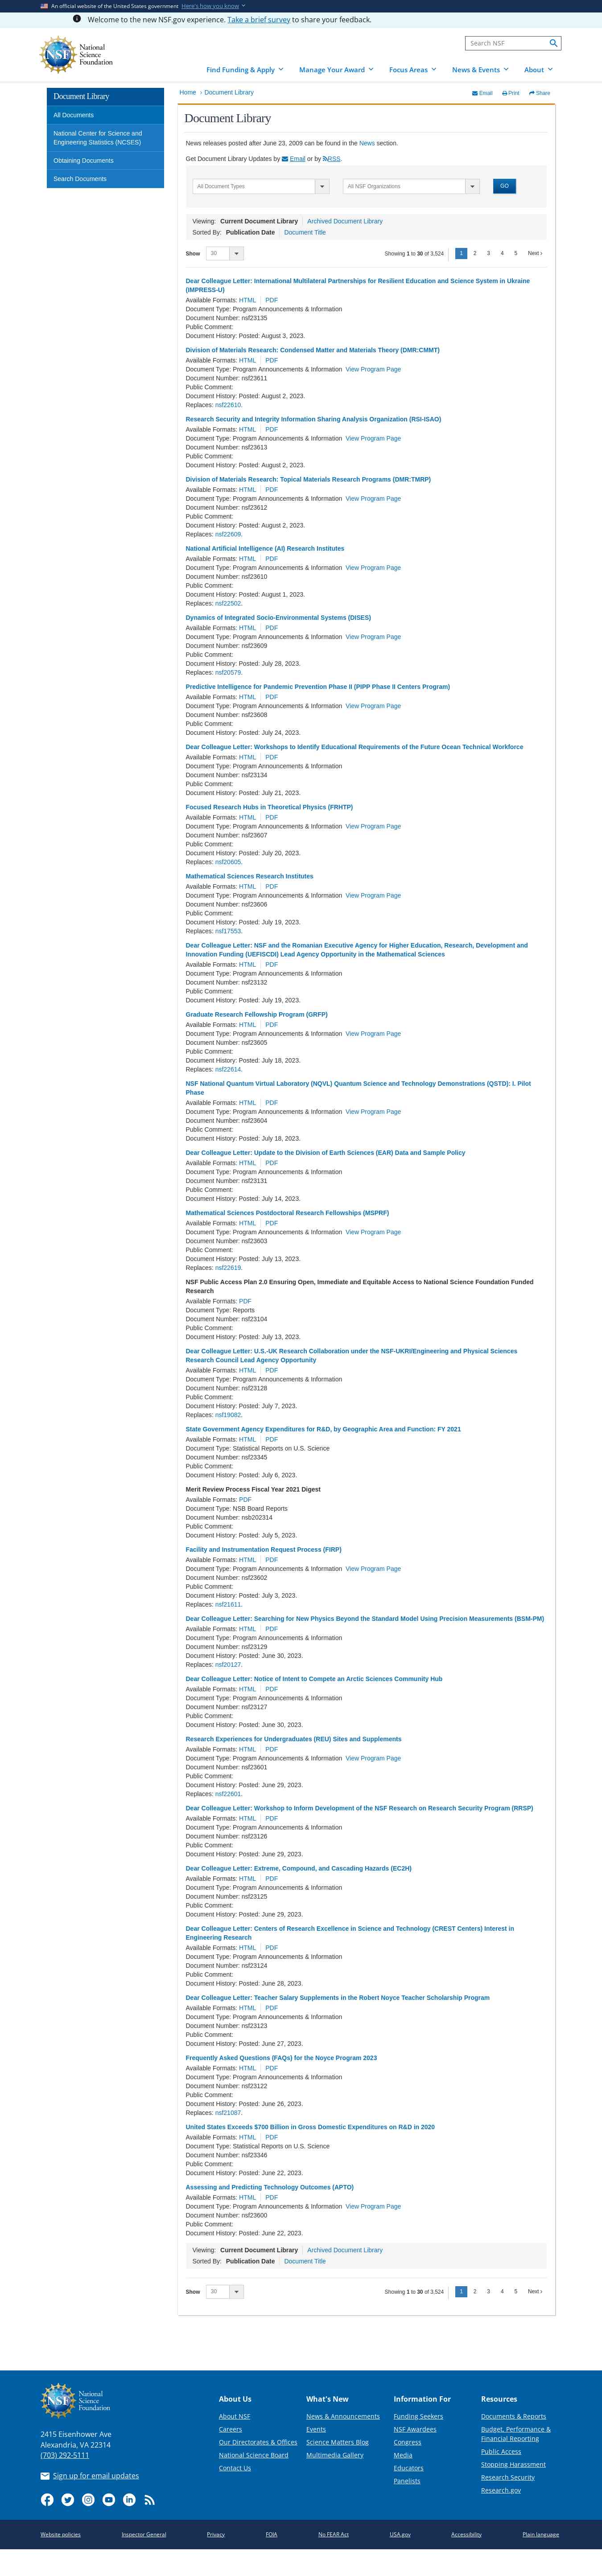 An official website of the United States government Here's how you know
Welcome to the new NSF.gov experience. Take a brief survey to share your feedback.
National Science Foundation
NSF
Search NSF
Find Funding & Apply
Manage Your Award
Focus Areas
News & Events
About
Document Library
All Documents
National Center for Science and Engineering Statistics (NCSES)
Obtaining Documents
Search Documents
Home › Document Library
Email
Print
Share
Document Library
News releases posted after June 23, 2009 can be found in the News section.
Get Document Library Updates by Email or by RSS.
All Document Types
All NSF Organizations
GO
Viewing: Current Document Library | Archived Document Library
Sorted By: Publication Date | Document Title
Show 30
Showing 1 to 30 of 3,524 1 2 3 4 5 Next ›
Dear Colleague Letter: International Multilateral Partnerships for Resilient Education and Science System in Ukraine
(IMPRESS-U)
Available Formats: HTML | PDF
Document Type: Program Announcements & Information
Document Number: nsf23135
Public Comment:
Document History: Posted: August 3, 2023.
Division of Materials Research: Condensed Matter and Materials Theory (DMR:CMMT)
Available Formats: HTML | PDF
Document Type: Program Announcements & Information View Program Page
Document Number: nsf23611
Public Comment:
Document History: Posted: August 2, 2023.
Replaces: nsf22610.
Research Security and Integrity Information Sharing Analysis Organization (RSI-ISAO)
Available Formats: HTML | PDF
Document Type: Program Announcements & Information View Program Page
Document Number: nsf23613
Public Comment:
Document History: Posted: August 2, 2023.
Division of Materials Research: Topical Materials Research Programs (DMR:TMRP)
Available Formats: HTML | PDF
Document Type: Program Announcements & Information View Program Page
Document Number: nsf23612
Public Comment:
Document History: Posted: August 2, 2023.
Replaces: nsf22609.
National Artificial Intelligence (AI) Research Institutes
Available Formats: HTML | PDF
Document Type: Program Announcements & Information View Program Page
Document Number: nsf23610
Public Comment:
Document History: Posted: August 1, 2023.
Replaces: nsf22502.
Dynamics of Integrated Socio-Environmental Systems (DISES)
Available Formats: HTML | PDF
Document Type: Program Announcements & Information View Program Page
Document Number: nsf23609
Public Comment:
Document History: Posted: July 28, 2023.
Replaces: nsf20579.
Predictive Intelligence for Pandemic Prevention Phase II (PIPP Phase II Centers Program)
Available Formats: HTML | PDF
Document Type: Program Announcements & Information View Program Page
Document Number: nsf23608
Public Comment:
Document History: Posted: July 24, 2023.
Dear Colleague Letter: Workshops to Identify Educational Requirements of the Future Ocean Technical Workforce
Available Formats: HTML | PDF
Document Type: Program Announcements & Information
Document Number: nsf23134
Public Comment:
Document History: Posted: July 21, 2023.
Focused Research Hubs in Theoretical Physics (FRHTP)
Available Formats: HTML | PDF
Document Type: Program Announcements & Information View Program Page
Document Number: nsf23607
Public Comment:
Document History: Posted: July 20, 2023.
Replaces: nsf20605.
Mathematical Sciences Research Institutes
Available Formats: HTML | PDF
Document Type: Program Announcements & Information View Program Page
Document Number: nsf23606
Public Comment:
Document History: Posted: July 19, 2023.
Replaces: nsf17553.
Dear Colleague Letter: NSF and the Romanian Executive Agency for Higher Education, Research, Development and
Innovation Funding (UEFISCDI) Lead Agency Opportunity in the Mathematical Sciences
Available Formats: HTML | PDF
Document Type: Program Announcements & Information
Document Number: nsf23132
Public Comment:
Document History: Posted: July 19, 2023.
Graduate Research Fellowship Program (GRFP)
Available Formats: HTML | PDF
Document Type: Program Announcements & Information View Program Page
Document Number: nsf23605
Public Comment:
Document History: Posted: July 18, 2023.
Replaces: nsf22614.
NSF National Quantum Virtual Laboratory (NQVL) Quantum Science and Technology Demonstrations (QSTD): I. Pilot
Phase
Available Formats: HTML | PDF
Document Type: Program Announcements & Information View Program Page
Document Number: nsf23604
Public Comment:
Document History: Posted: July 18, 2023.
Dear Colleague Letter: Update to the Division of Earth Sciences (EAR) Data and Sample Policy
Available Formats: HTML | PDF
Document Type: Program Announcements & Information
Document Number: nsf23131
Public Comment:
Document History: Posted: July 14, 2023.
Mathematical Sciences Postdoctoral Research Fellowships (MSPRF)
Available Formats: HTML | PDF
Document Type: Program Announcements & Information View Program Page
Document Number: nsf23603
Public Comment:
Document History: Posted: July 13, 2023.
Replaces: nsf22619.
NSF Public Access Plan 2.0 Ensuring Open, Immediate and Equitable Access to National Science Foundation Funded
Research
Available Formats: PDF
Document Type: Reports
Document Number: nsf23104
Public Comment:
Document History: Posted: July 13, 2023.
Dear Colleague Letter: U.S.-UK Research Collaboration under the NSF-UKRI/Engineering and Physical Sciences
Research Council Lead Agency Opportunity
Available Formats: HTML | PDF
Document Type: Program Announcements & Information
Document Number: nsf23128
Public Comment:
Document History: Posted: July 7, 2023.
Replaces: nsf19082.
State Government Agency Expenditures for R&D, by Geographic Area and Function: FY 2021
Available Formats: HTML | PDF
Document Type: Statistical Reports on U.S. Science
Document Number: nsf23345
Public Comment:
Document History: Posted: July 6, 2023.
Merit Review Process Fiscal Year 2021 Digest
Available Formats: PDF
Document Type: NSB Board Reports
Document Number: nsb202314
Public Comment:
Document History: Posted: July 5, 2023.
Facility and Instrumentation Request Process (FIRP)
Available Formats: HTML | PDF
Document Type: Program Announcements & Information View Program Page
Document Number: nsf23602
Public Comment:
Document History: Posted: July 3, 2023.
Replaces: nsf21611.
Dear Colleague Letter: Searching for New Physics Beyond the Standard Model Using Precision Measurements (BSM-PM)
Available Formats: HTML | PDF
Document Type: Program Announcements & Information
Document Number: nsf23129
Public Comment:
Document History: Posted: June 30, 2023.
Replaces: nsf20127.
Dear Colleague Letter: Notice of Intent to Compete an Arctic Sciences Community Hub
Available Formats: HTML | PDF
Document Type: Program Announcements & Information
Document Number: nsf23127
Public Comment:
Document History: Posted: June 30, 2023.
Research Experiences for Undergraduates (REU) Sites and Supplements
Available Formats: HTML | PDF
Document Type: Program Announcements & Information View Program Page
Document Number: nsf23601
Public Comment:
Document History: Posted: June 29, 2023.
Replaces: nsf22601.
Dear Colleague Letter: Workshop to Inform Development of the NSF Research on Research Security Program (RRSP)
Available Formats: HTML | PDF
Document Type: Program Announcements & Information
Document Number: nsf23126
Public Comment:
Document History: Posted: June 29, 2023.
Dear Colleague Letter: Extreme, Compound, and Cascading Hazards (EC2H)
Available Formats: HTML | PDF
Document Type: Program Announcements & Information
Document Number: nsf23125
Public Comment:
Document History: Posted: June 29, 2023.
Dear Colleague Letter: Centers of Research Excellence in Science and Technology (CREST Centers) Interest in
Engineering Research
Available Formats: HTML | PDF
Document Type: Program Announcements & Information
Document Number: nsf23124
Public Comment:
Document History: Posted: June 28, 2023.
Dear Colleague Letter: Teacher Salary Supplements in the Robert Noyce Teacher Scholarship Program
Available Formats: HTML | PDF
Document Type: Program Announcements & Information
Document Number: nsf23123
Public Comment:
Document History: Posted: June 27, 2023.
Frequently Asked Questions (FAQs) for the Noyce Program 2023
Available Formats: HTML | PDF
Document Type: Program Announcements & Information
Document Number: nsf23122
Public Comment:
Document History: Posted: June 26, 2023.
Replaces: nsf21087.
United States Exceeds $700 Billion in Gross Domestic Expenditures on R&D in 2020
Available Formats: HTML | PDF
Document Type: Statistical Reports on U.S. Science
Document Number: nsf23346
Public Comment:
Document History: Posted: June 22, 2023.
Assessing and Predicting Technology Outcomes (APTO)
Available Formats: HTML | PDF
Document Type: Program Announcements & Information View Program Page
Document Number: nsf23600
Public Comment:
Document History: Posted: June 22, 2023.
Viewing: Current Document Library | Archived Document Library
Sorted By: Publication Date | Document Title
Show 30
Showing 1 to 30 of 3,524 1 2 3 4 5 Next ›
NSF
National Science Foundation
2415 Eisenhower Ave
Alexandria, VA 22314
(703) 292-5111
Sign up for email updates
About Us
About NSF
Careers
Our Directorates & Offices
National Science Board
Contact Us
What's New
News & Announcements
Events
Science Matters Blog
Multimedia Gallery
Information For
Funding Seekers
NSF Awardees
Congress
Media
Educators
Panelists
Resources
Documents & Reports
Budget, Performance &
Financial Reporting
Public Access
Stopping Harassment
Research Security
Research.gov
Website policies
Inspector General
Privacy
FOIA
No FEAR Act
USA.gov
Accessibility
Plain language